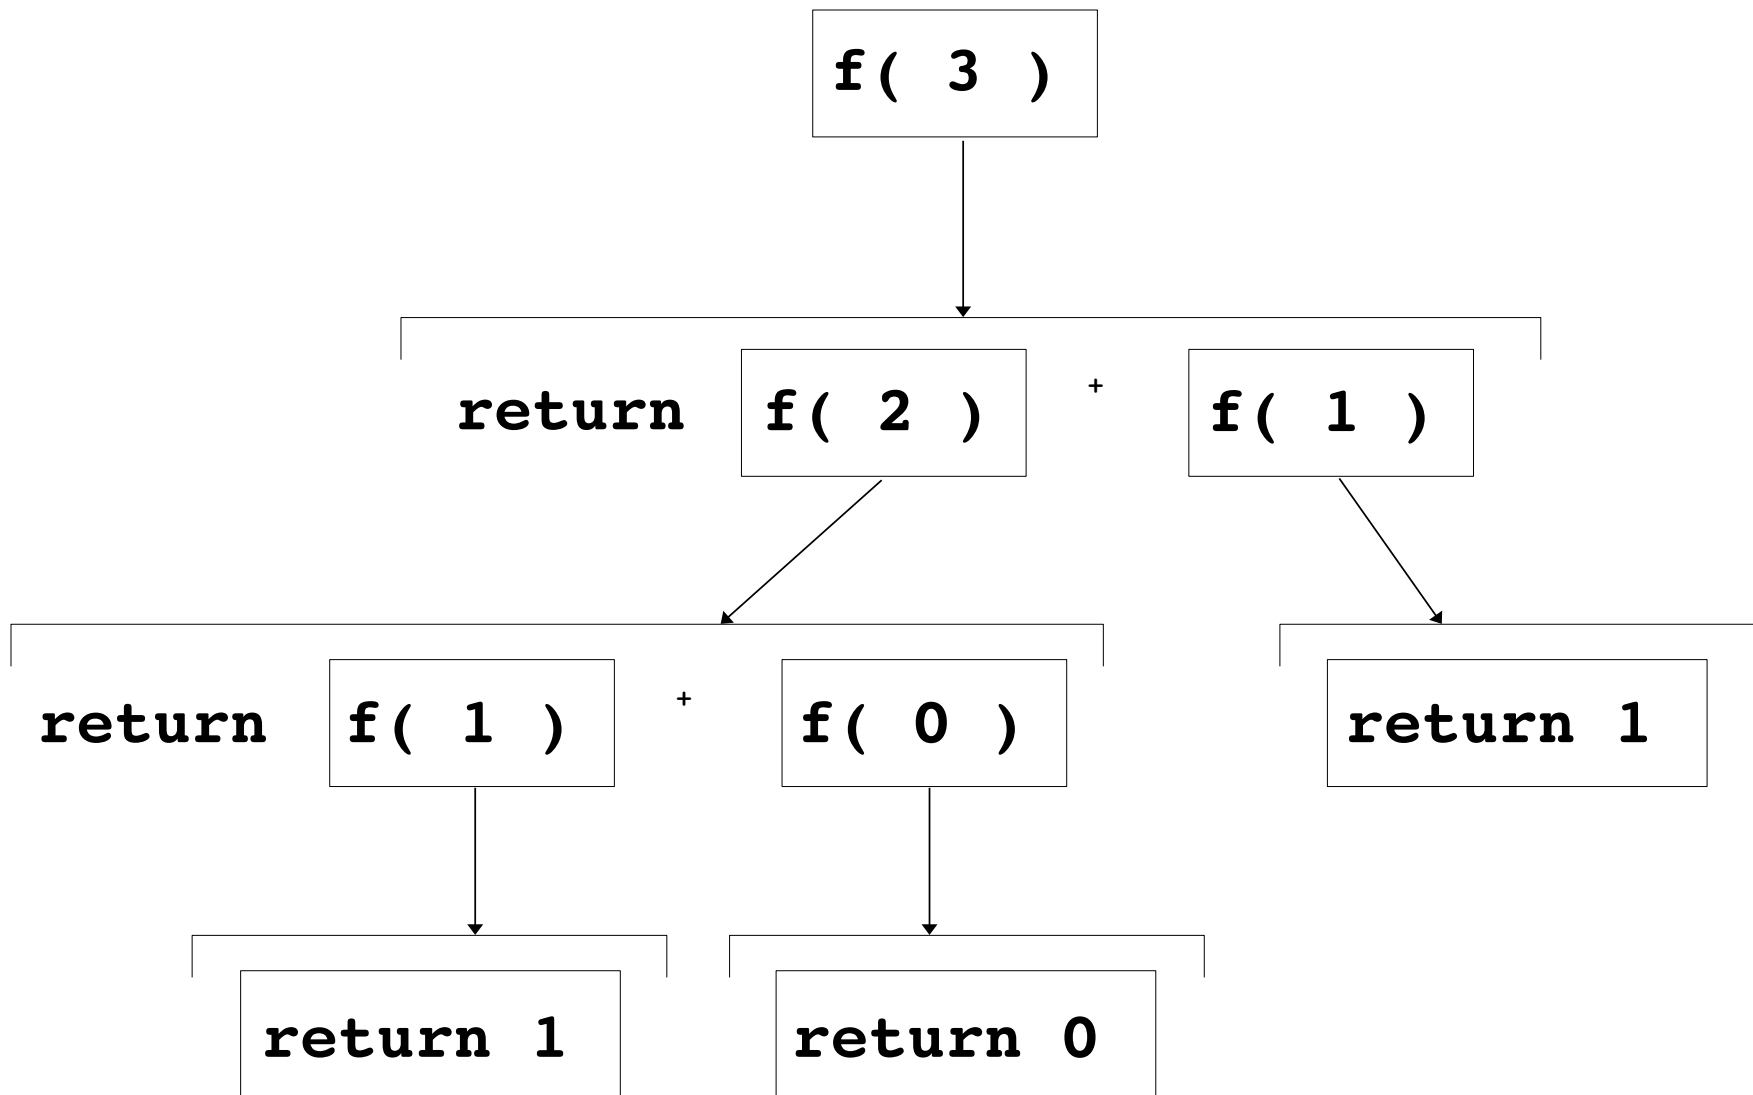 f( 3 )
return f( 2 ) + f( 1 )
return f( 1 ) + f( 0 ) return 1
return 1 return 0